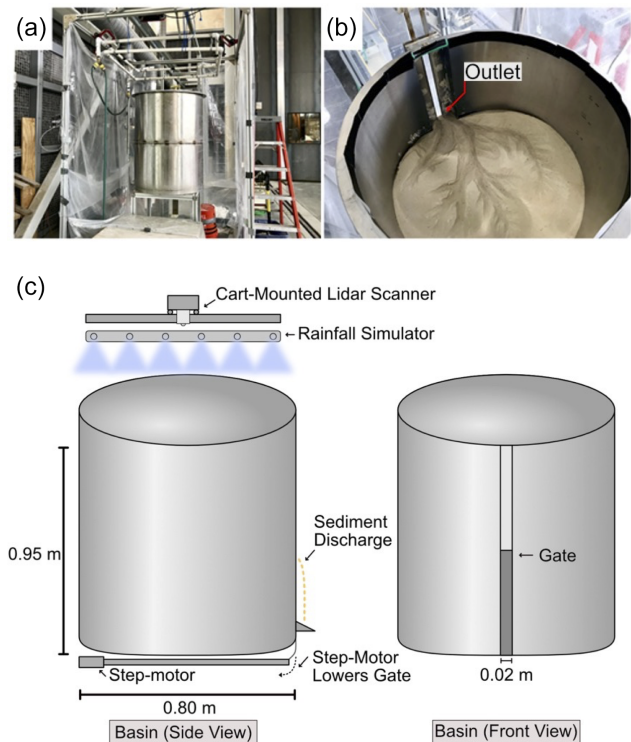 (a)
(b)
Outlet
(c)
Cart-Mounted Lidar Scanner
Rainfall Simulator
0.95 m
Sediment
Discharge
Gate
Step-motor
Step-Motor
Lowers Gate
0.80 m
0.02 m
Basin (Side View)
Basin (Front View)